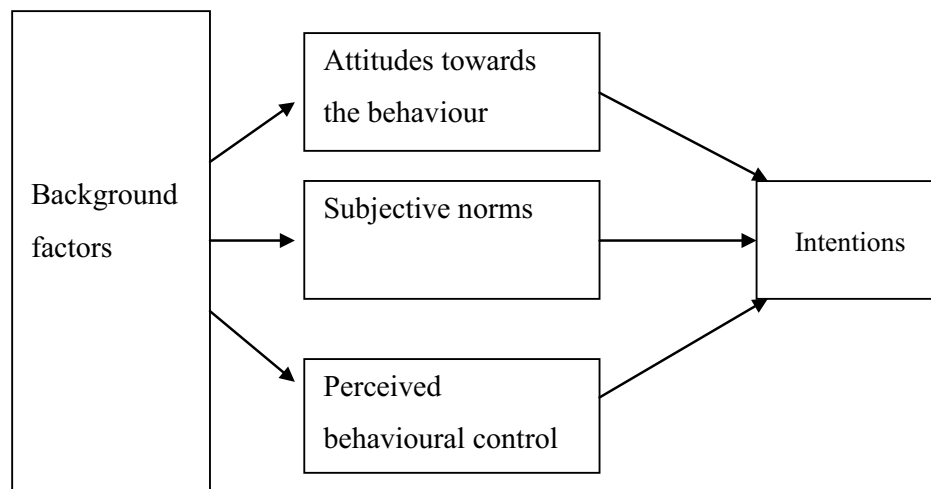 Background
factors
Attitudes towards
the behaviour
Subjective norms
Perceived
behavioural control
Intentions